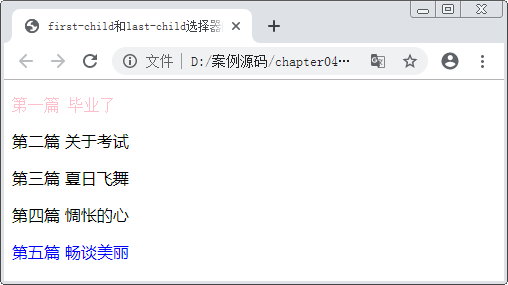 first-child和last-child选择器
文件 | D:/案例源码/chapter04…
第一篇 毕业了
第二篇 关于考试
第三篇 夏日飞舞
第四篇 惆怅的心
第五篇 畅谈美丽